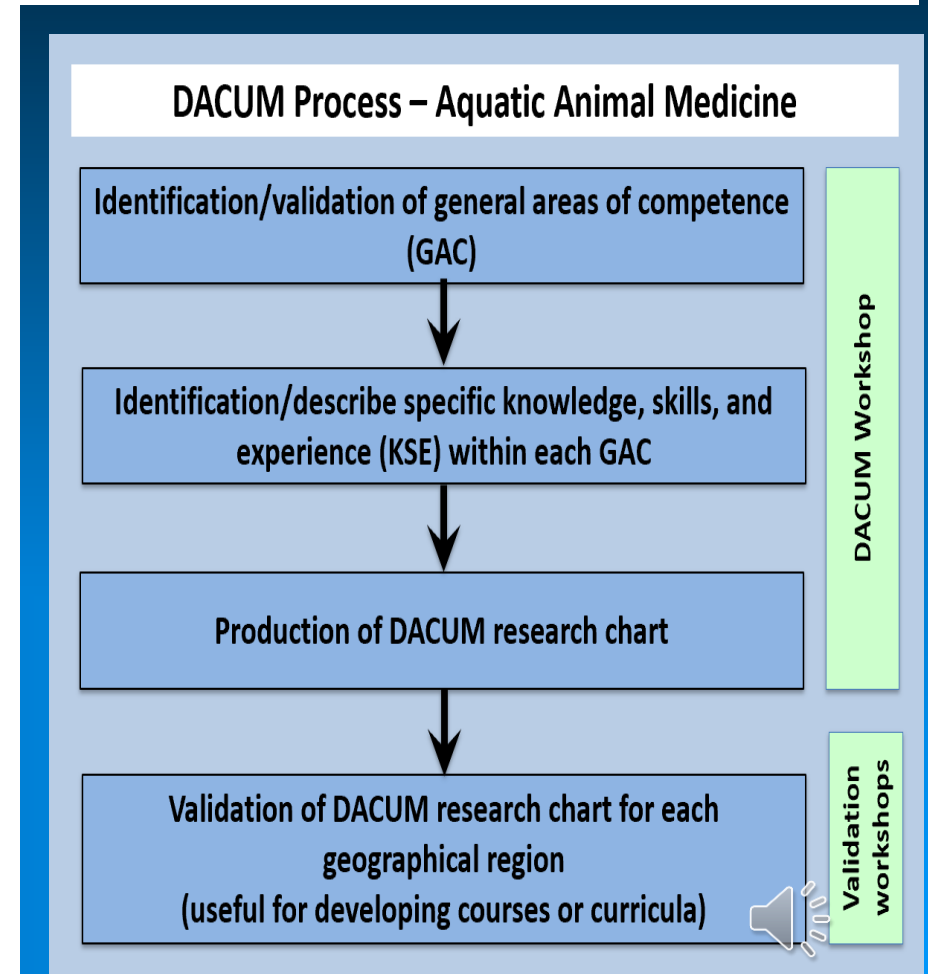 DACUM Process – Aquatic Animal Medicine
Identification/validation of general areas of competence
(GAC)
Identification/describe specific knowledge, skills, and
experience (KSE) within each GAC
Production of DACUM research chart
DACUM Workshop
Validation of DACUM research chart for each
geographical region
(useful for developing courses or curricula)
Validation
workshops